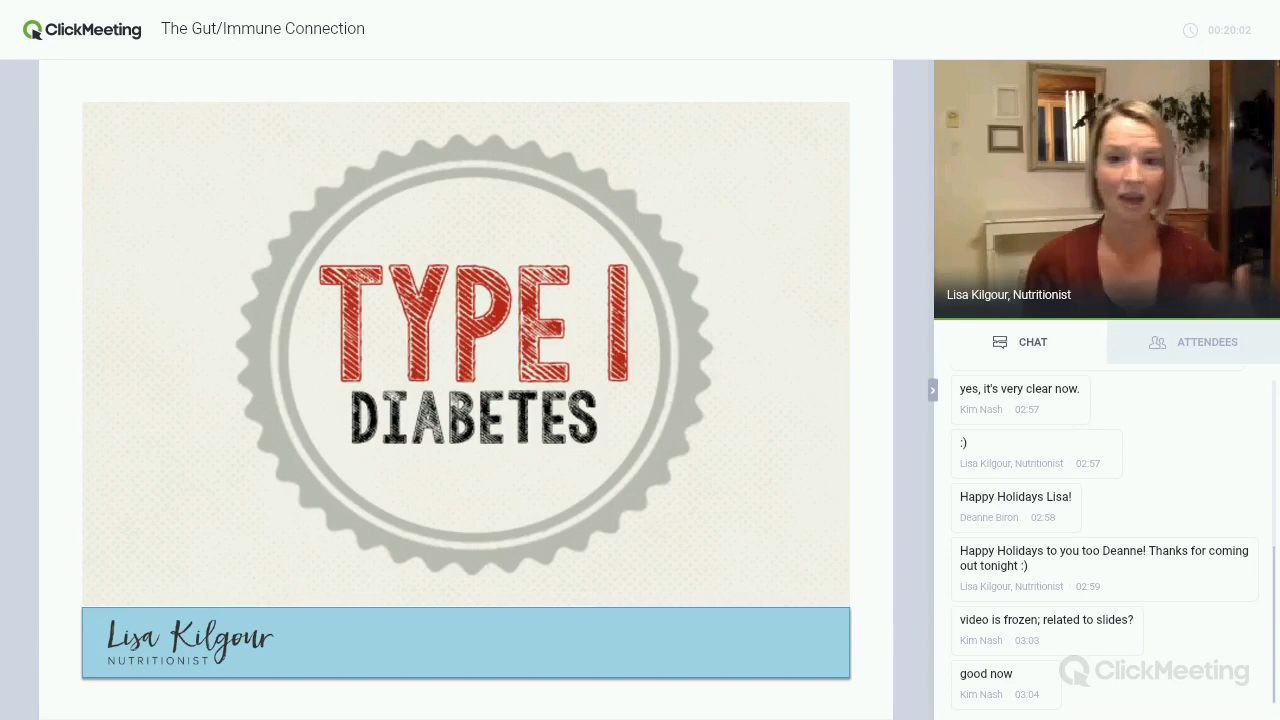 ClickMeeting
The Gut/Immune Connection
00:20:02
TYPE I
DIABETES
Lisa Kilgour
NUTRITIONIST
Lisa Kilgour, Nutritionist
CHAT
ATTENDEES
yes, it's very clear now.
Kim Nash 02:57
:)
Lisa Kilgour, Nutritionist 02:57
Happy Holidays Lisa!
Deanne Biron 02:58
Happy Holidays to you too Deanne! Thanks for coming
out tonight :)
Lisa Kilgour, Nutritionist 02:59
video is frozen; related to slides?
Kim Nash 03:03
good now
Kim Nash 03:04
ClickMeeting